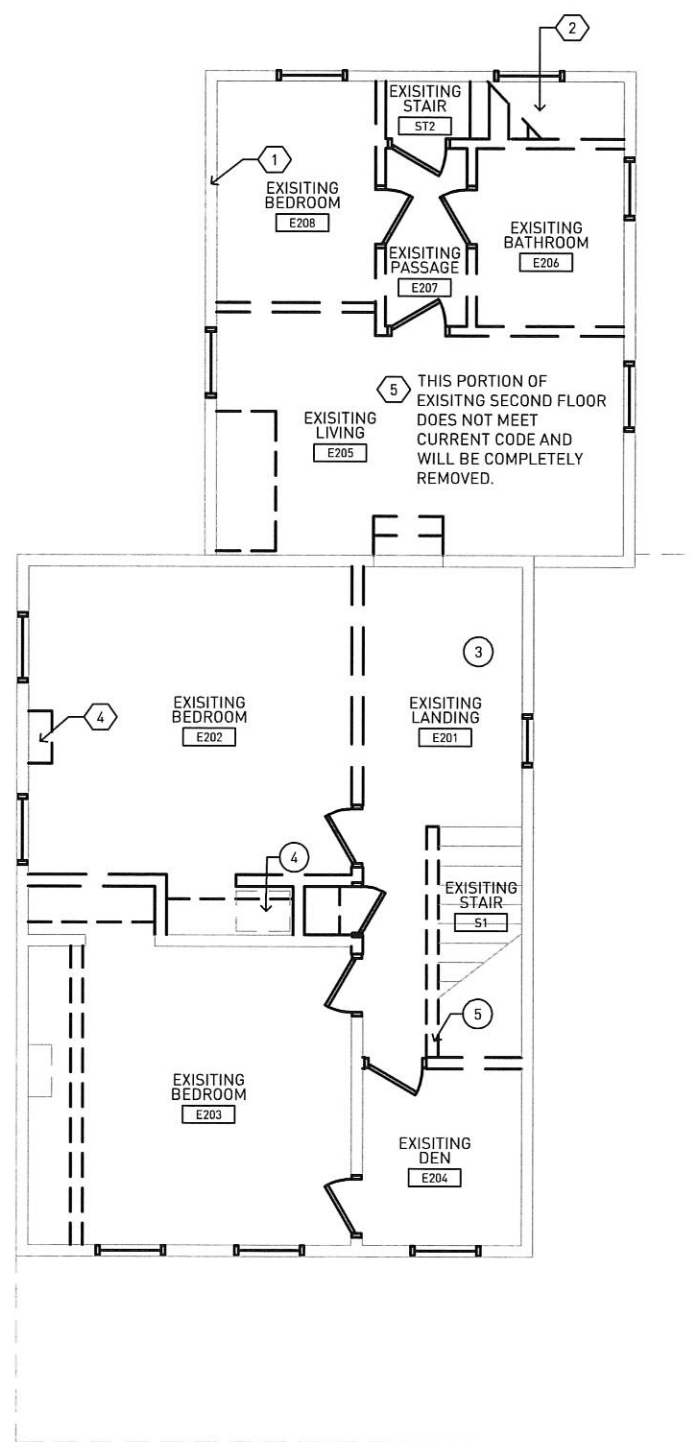 2
EXISITING
STAIR
ST2
1
EXISITING
BEDROOM
E208
EXISITING
BATHROOM
E206
EXISITING
PASSAGE
E207
5
THIS PORTION OF
EXISITNG SECOND FLOOR
DOES NOT MEET
CURRENT CODE AND
WILL BE COMPLETELY
REMOVED.
EXISITING
LIVING
E205
3
EXISITING
BEDROOM
E202
4
EXISITING
LANDING
E201
4
EXISITING
STAIR
S1
5
EXISITING
BEDROOM
E203
EXISITING
DEN
E204